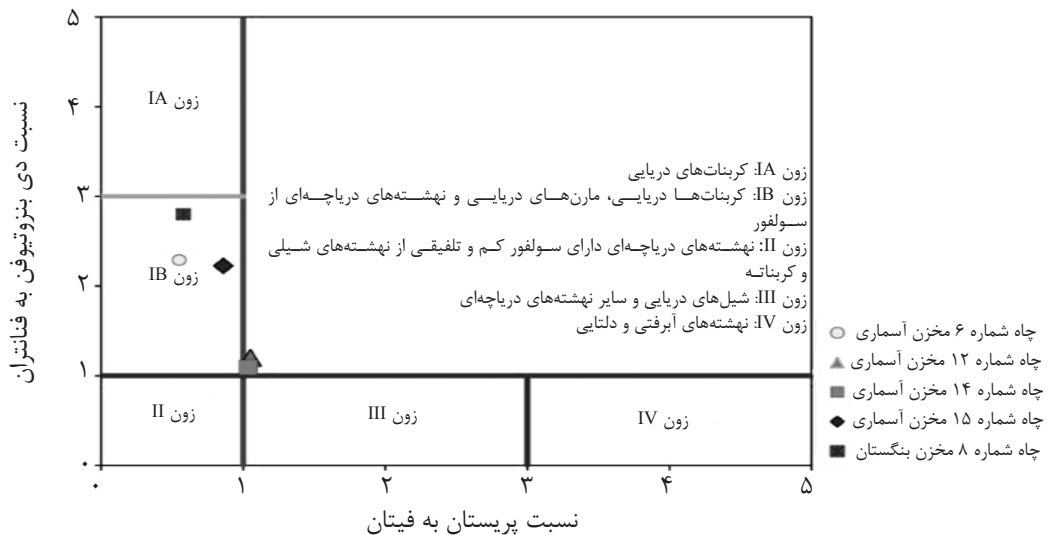 نسبت دی بنزوتیوفن به فنانتران
۵
۴
۳
۲
۱
۰
زون IA
زون IB
زون II
زون III
زون IV
زون IA: کربنات‌های دریایی
زون IB: کربنات‌ها دریایی، مارن‌های دریایی و نهشته‌های دریاچه‌ای از
سولفور
زون II: نهشته‌های دریاچه‌ای دارای سولفور کم و تلفیقی از نهشته‌های شیلی
و کربناته
زون III: شیل‌های دریایی و سایر نهشته‌های دریاچه‌ای
زون IV: نهشته‌های آبرفتی و دلتایی
چاه شماره ۶ مخزن آسماری
چاه شماره ۱۲ مخزن آسماری
چاه شماره ۱۴ مخزن آسماری
چاه شماره ۱۵ مخزن آسماری
چاه شماره ۸ مخزن بنگستان
۰ ۱ ۲ ۳ ۴ ۵
نسبت پریستان به فیتان